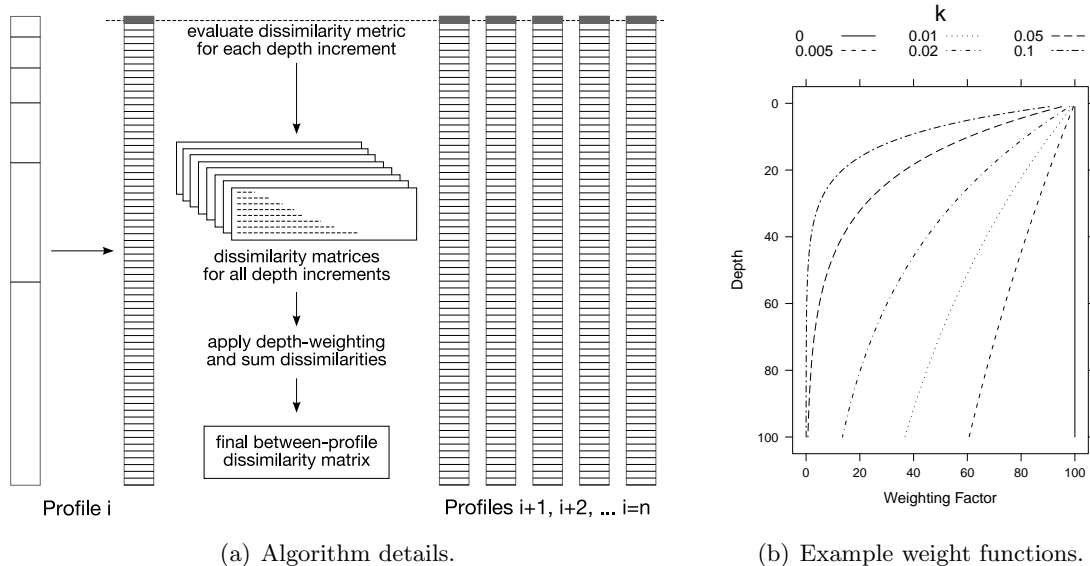 evaluate dissimilarity metric
for each depth increment
dissimilarity matrices
for all depth increments
apply depth-weighting
and sum dissimilarities
final between-profile
dissimilarity matrix
Profile i
Profiles i+1, i+2, ... i=n
(a) Algorithm details.
k
0 0.01 0.05
0.005 0.02 0.1
Depth
0
20
40
60
80
100
0 20 40 60 80 100
Weighting Factor
(b) Example weight functions.